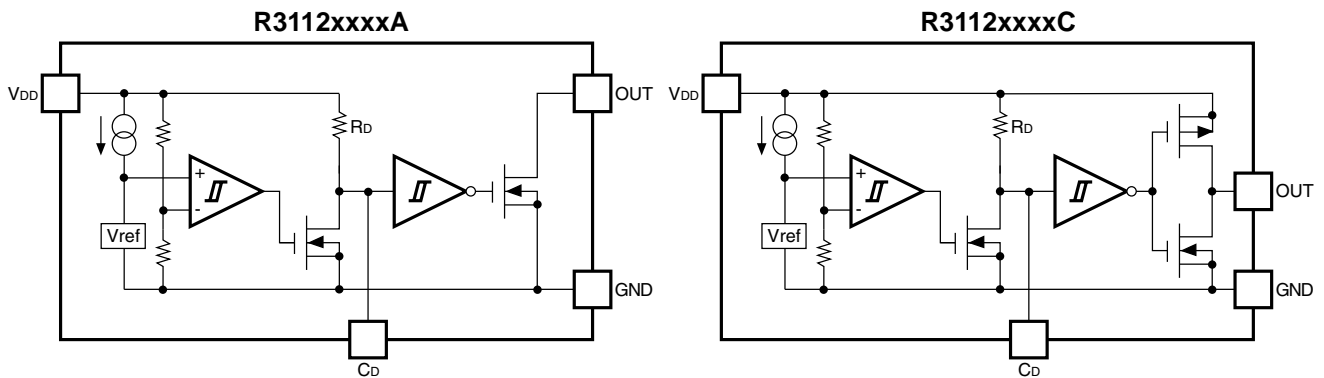 R3112xxxxA
VDD
OUT
RD
+
-
Vref
GND
CD
R3112xxxxC
VDD
RD
+
-
OUT
Vref
GND
CD